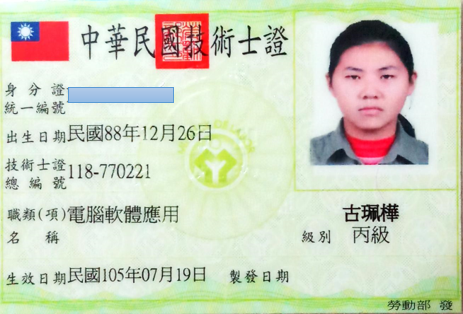 中華民國技術士證
身分證
統一編號
出生日期 民國88年12月26日
技術士證
總編號 118-770221
職類(項) 電腦軟體應用
名稱
古珮樺
級別 丙級
生效日期 民國105年07月19日 製發日期
勞動部 發